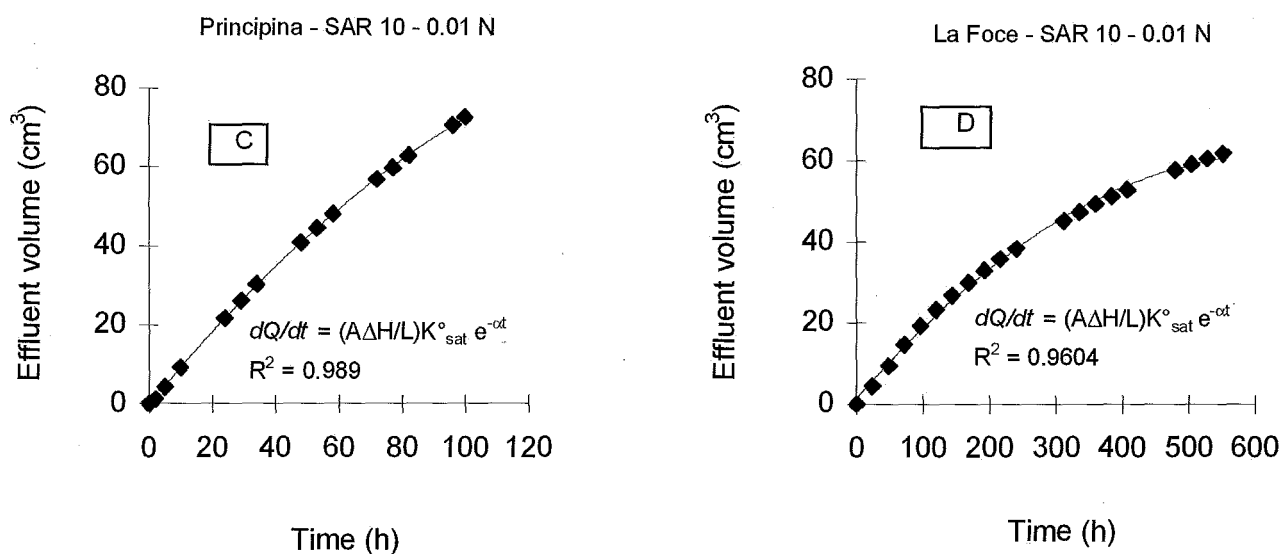 Principina - SAR 10 - 0.01 N
Effluent volume (cm³)
80
60
40
20
0
C
dQ/dt = (AΔH/L)K°sat e^-αt
R² = 0.989
0 20 40 60 80 100 120
Time (h)
La Foce - SAR 10 - 0.01 N
Effluent volume (cm³)
80
60
40
20
0
D
dQ/dt = (AΔH/L)K°sat e^-αt
R² = 0.9604
0 100 200 300 400 500 600
Time (h)